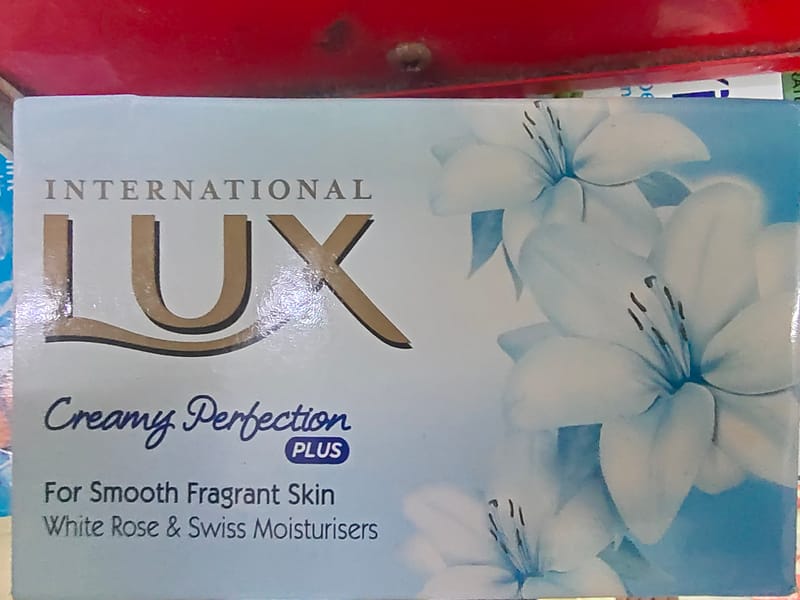 INTERNATIONAL
LUX
Creamy Perfection
PLUS
For Smooth Fragrant Skin
White Rose & Swiss Moisturisers